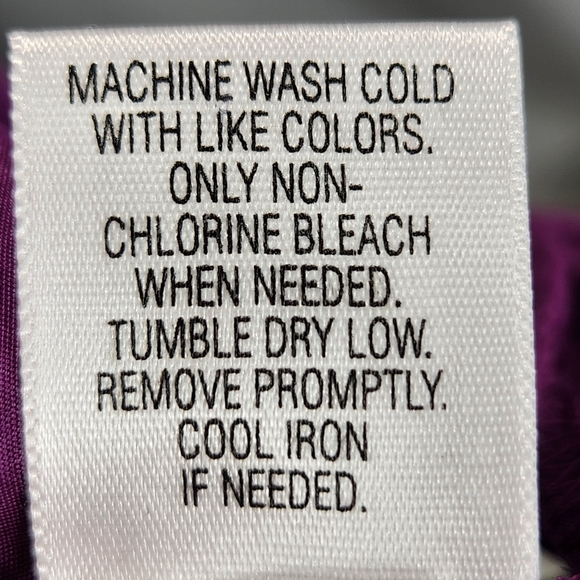 MACHINE WASH COLD
WITH LIKE COLORS.
ONLY NON-
CHLORINE BLEACH
WHEN NEEDED.
TUMBLE DRY LOW.
REMOVE PROMPTLY.
COOL IRON
IF NEEDED.